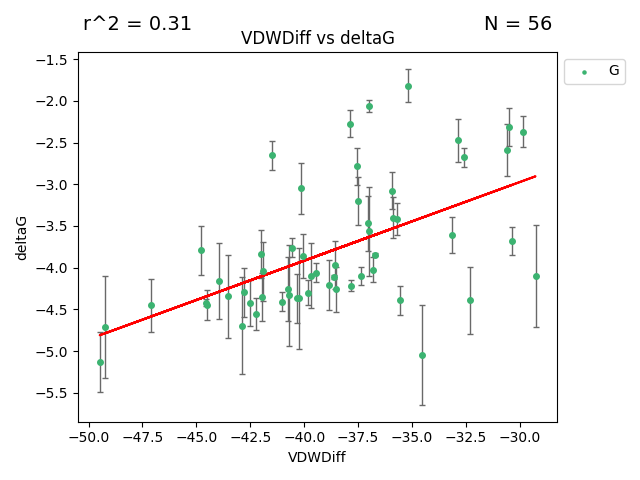 r^2 = 0.31 N = 56
VDWDiff vs deltaG
G
−1.5
−2.0
−2.5
−3.0
−3.5
−4.0
−4.5
−5.0
−5.5
deltaG
−50.0 −47.5 −45.0 −42.5 −40.0 −37.5 −35.0 −32.5 −30.0
VDWDiff